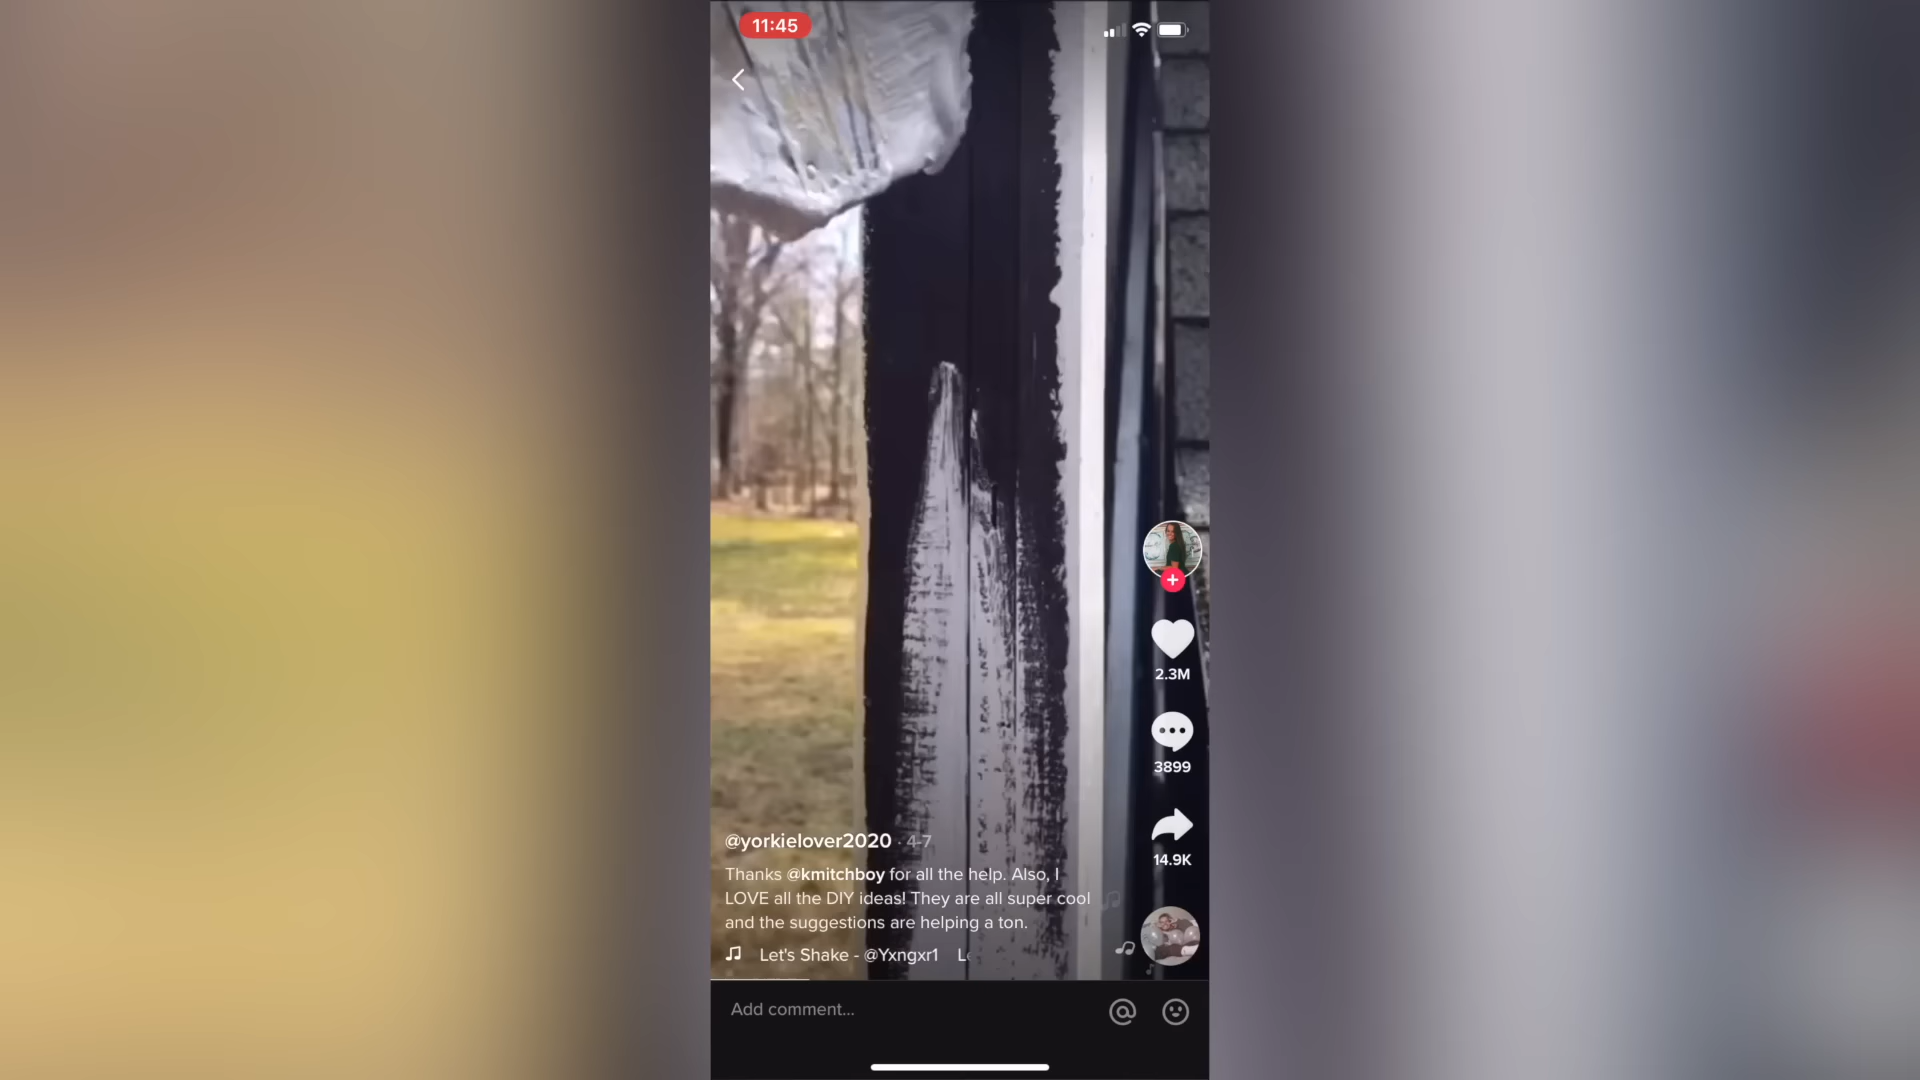 11:45
2.3M
3899
14.9K
@yorkielover2020 · 4-7
Thanks @kmitchboy for all the help. Also, I
LOVE all the DIY ideas! They are all super cool
and the suggestions are helping a ton.
Let's Shake - @Yxngxr1 Le
Add comment...